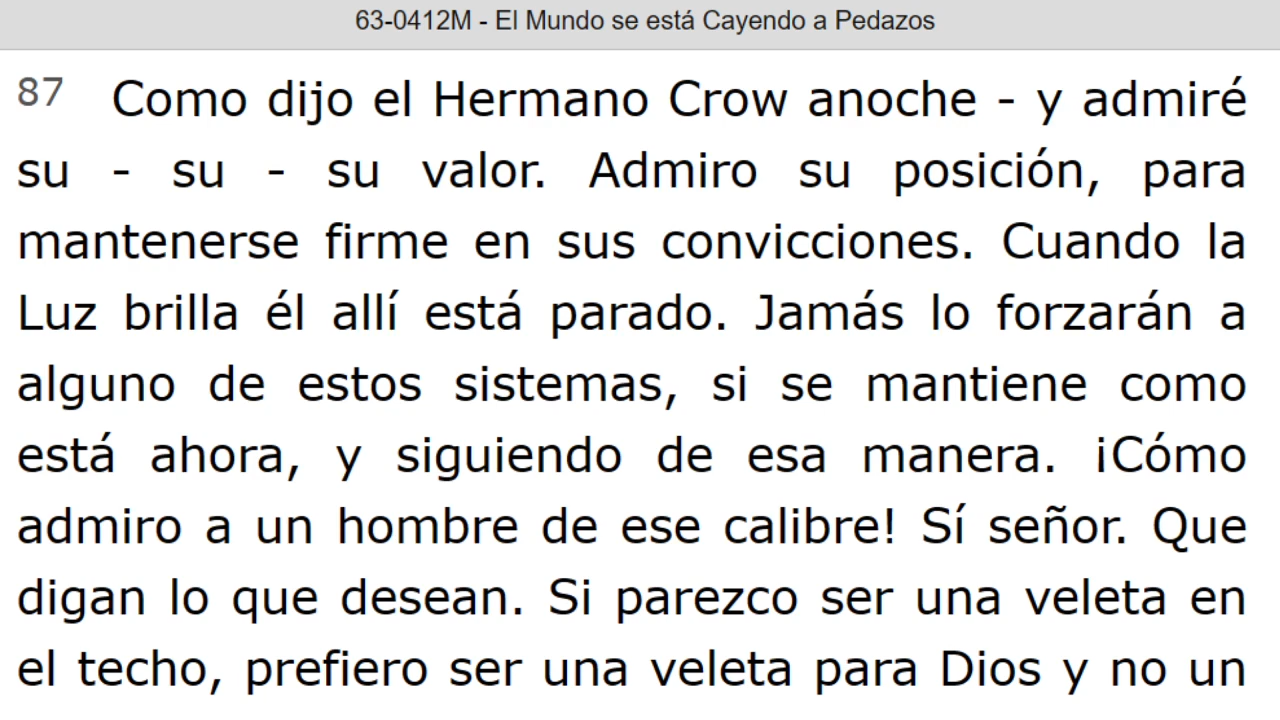 63-0412M - El Mundo se está Cayendo a Pedazos
87 Como dijo el Hermano Crow anoche - y admiré
su - su - su valor. Admiro su posición, para
mantenerse firme en sus convicciones. Cuando la
Luz brilla él allí está parado. Jamás lo forzarán a
alguno de estos sistemas, si se mantiene como
está ahora, y siguiendo de esa manera. ¡Cómo
admiro a un hombre de ese calibre! Sí señor. Que
digan lo que desean. Si parezco ser una veleta en
el techo, prefiero ser una veleta para Dios y no un